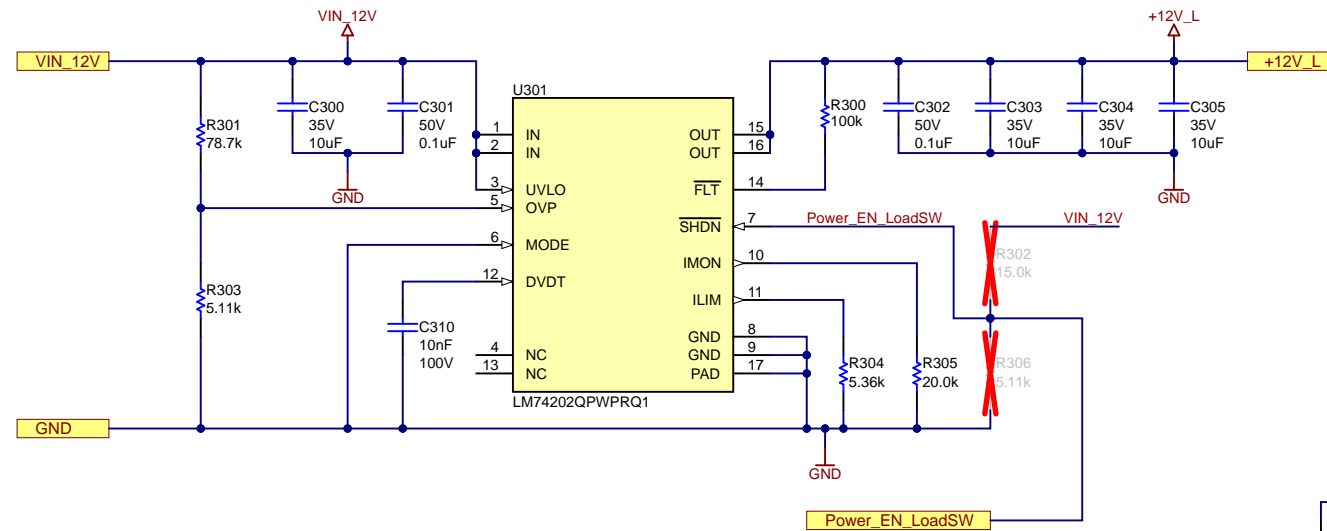 VIN_12V
+12V_L
VIN_12V
+12V_L
U301
R301
78.7k
C300
35V
10uF
C301
50V
0.1uF
GND
1
IN
2
IN
3
UVLO
5
OVP
6
MODE
12
DVDT
4
NC
13
NC
OUT
15
OUT
16
FLT
14
SHDN
7
IMON
10
ILIM
11
GND
8
GND
9
PAD
17
LM74202QPWPRQ1
R300
100k
C302
50V
0.1uF
C303
35V
10uF
C304
35V
10uF
C305
35V
10uF
GND
Power_EN_LoadSW
VIN_12V
R302
15.0k
R303
5.11k
C310
10nF
100V
R304
5.36k
R305
20.0k
R306
5.11k
GND
GND
Power_EN_LoadSW